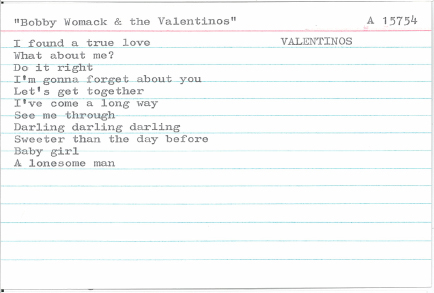 "Bobby Womack & the Valentinos" A 15754
I found a true love VALENTINOS
What about me?
Do it right
I'm gonna forget about you
Let's get together
I've come a long way
See me through
Darling darling darling
Sweeter than the day before
Baby girl
A lonesome man